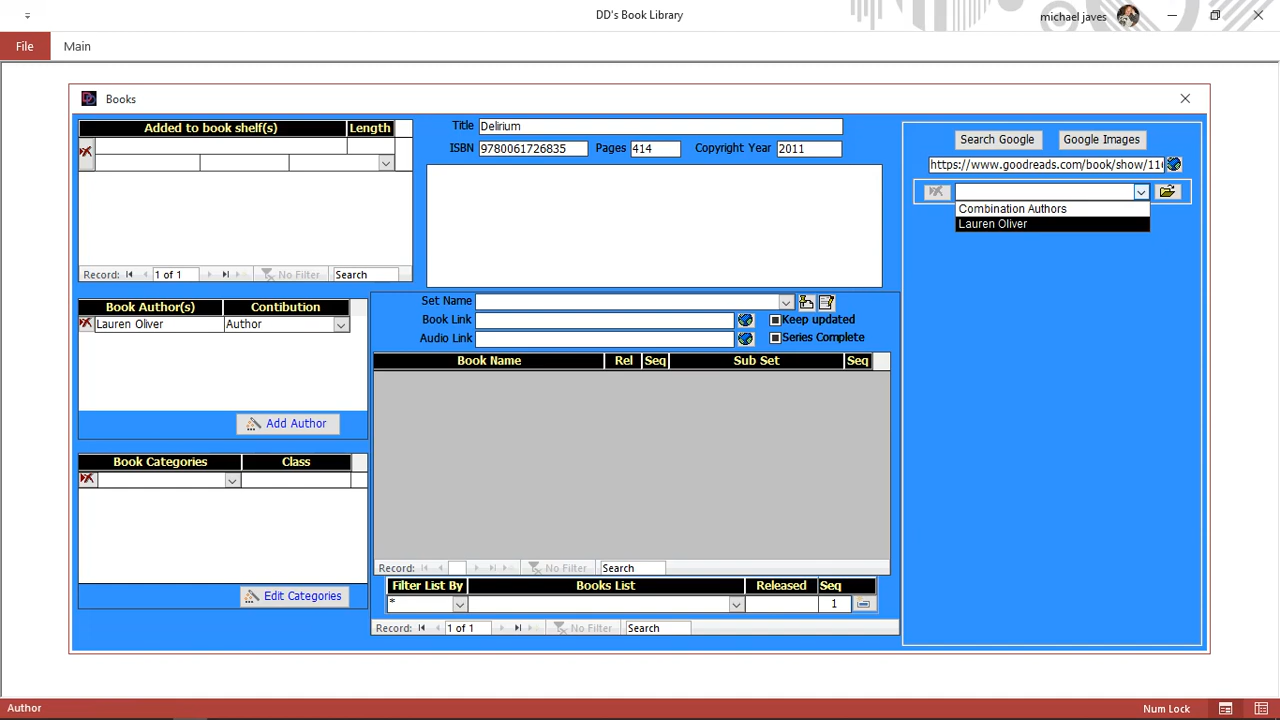 DD's Book Library
michael javes
File
Main
Books
Added to book shelf(s)
Length
Record:
1 of 1
No Filter
Search
Title
Delirium
ISBN
9780061726835
Pages
414
Copyright Year
2011
Search Google
Google Images
https://www.goodreads.com/book/show/11
Combination Authors
Lauren Oliver
Book Author(s)
Contibution
Lauren Oliver
Author
Add Author
Book Categories
Class
Edit Categories
Set Name
Book Link
Keep updated
Audio Link
Series Complete
Book Name
Rel
Seq
Sub Set
Seq
Record:
No Filter
Search
Filter List By
Books List
Released
Seq
*
1
Record:
1 of 1
No Filter
Search
Author
Num Lock